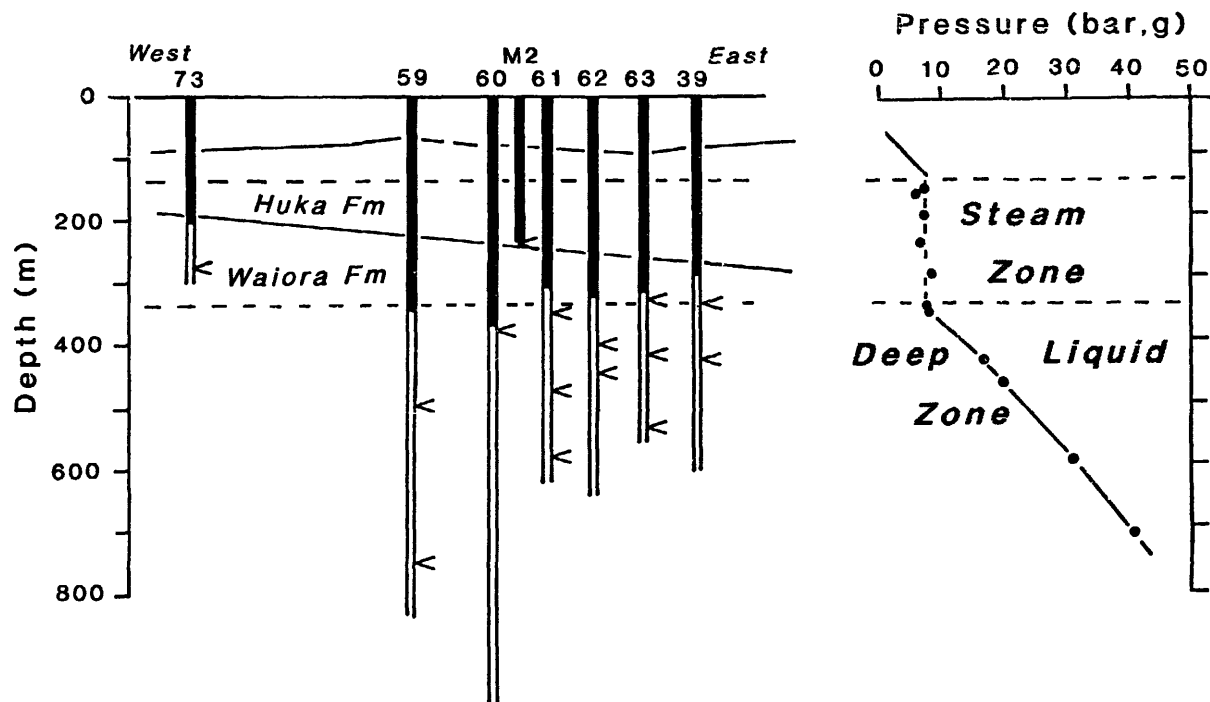 West
M2
East
73
59
60
61
62
63
39
0
200
400
600
800
Depth (m)
Huka Fm
Waiora Fm
Pressure (bar,g)
0 10 20 30 40 50
Steam
Zone
Deep Liquid
Zone